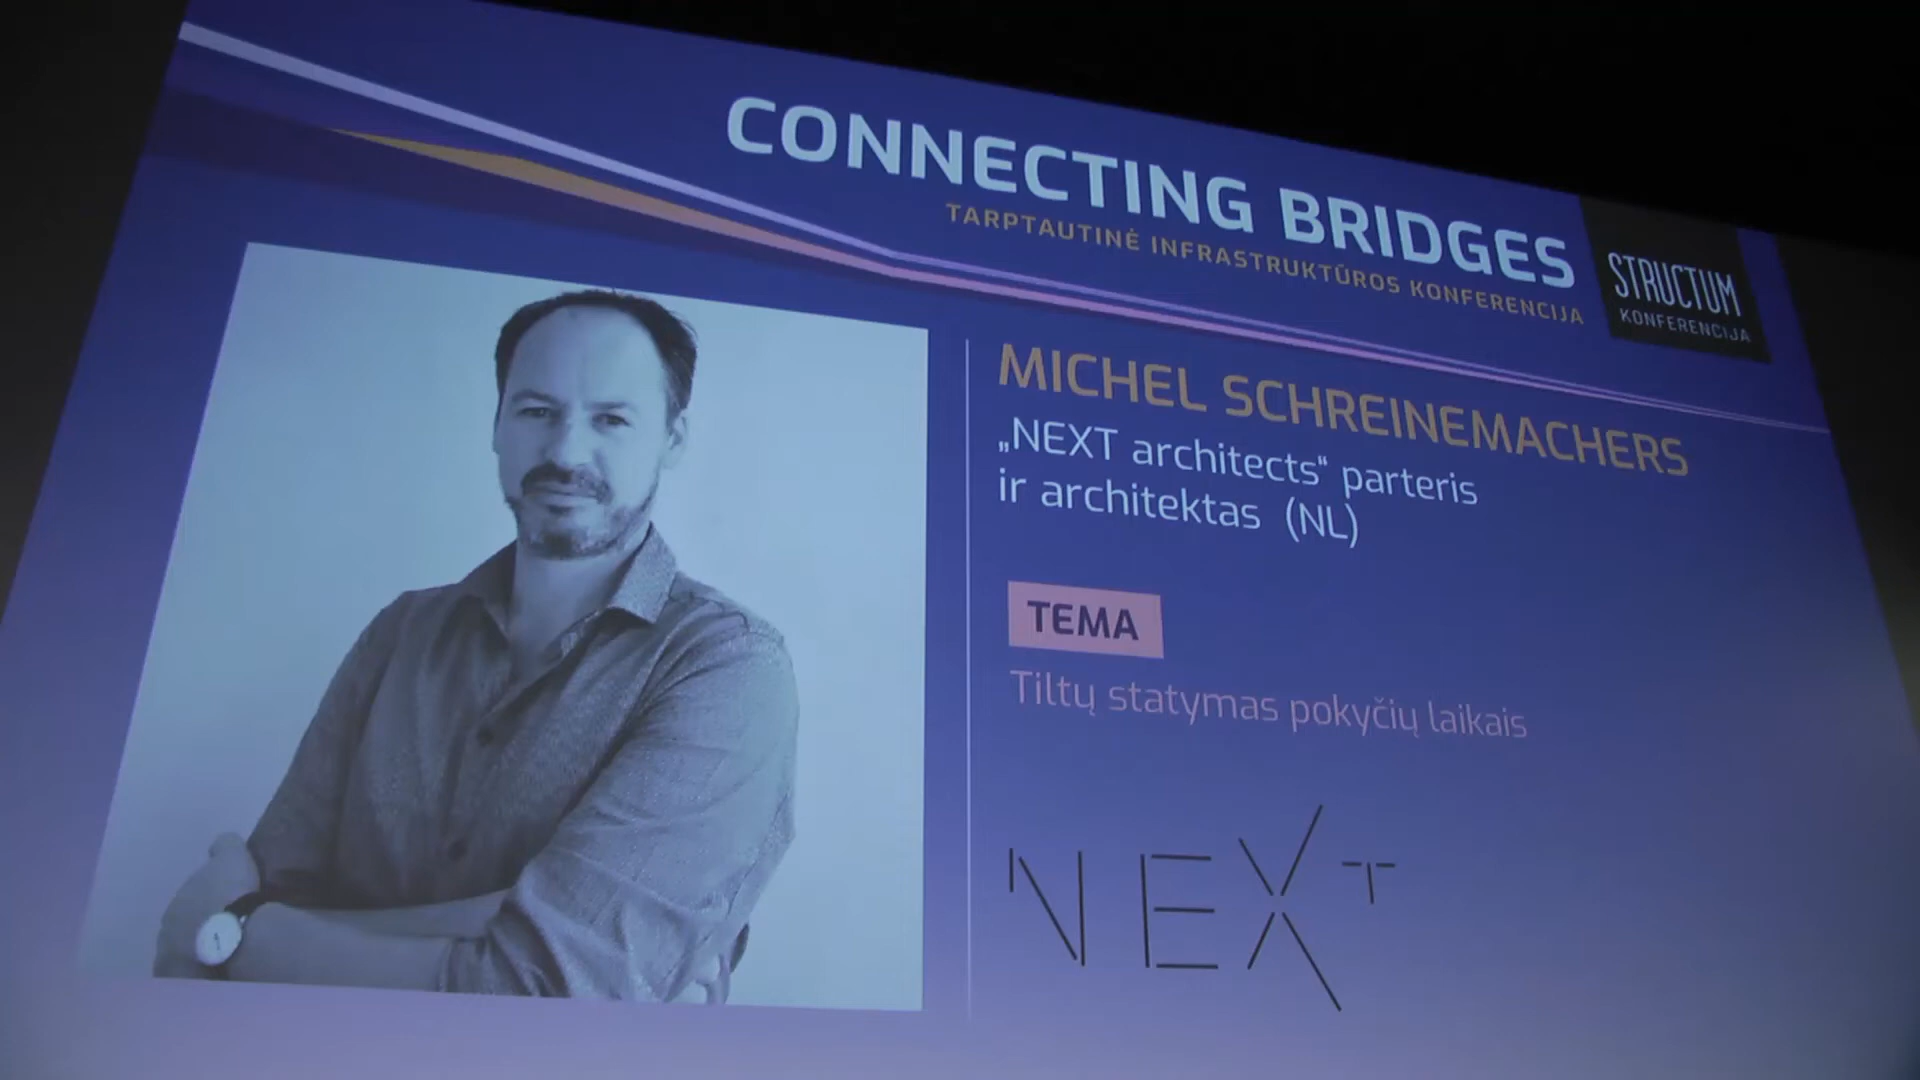 CONNECTING BRIDGES
TARPTAUTINĖ INFRASTRUKTŪROS KONFERENCIJA
STRUCTUM
KONFERENCIJA
MICHEL SCHREINEMACHERS
„NEXT architects“ parteris
ir architektas (NL)
TEMA
Tiltų statymas pokyčių laikais
NEXT